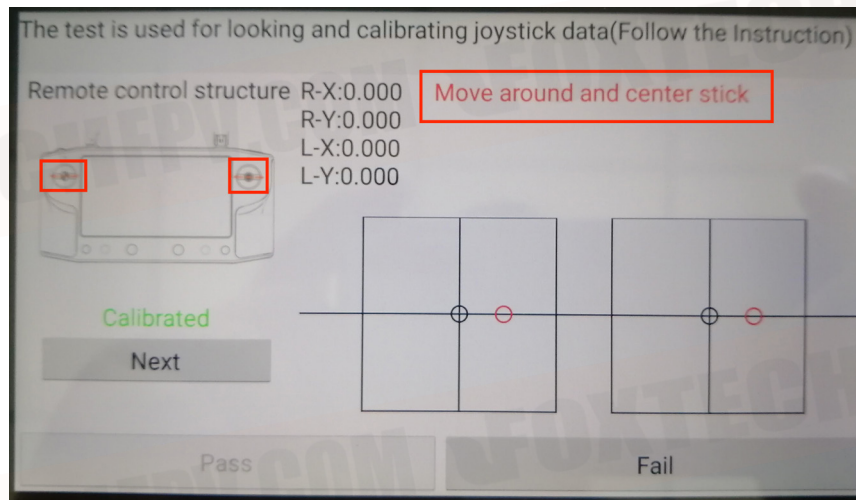 The test is used for looking and calibrating joystick data(Follow the Instruction)
Remote control structure
R-X:0.000
R-Y:0.000
L-X:0.000
L-Y:0.000
Move around and center stick
Calibrated
Next
Pass
Fail